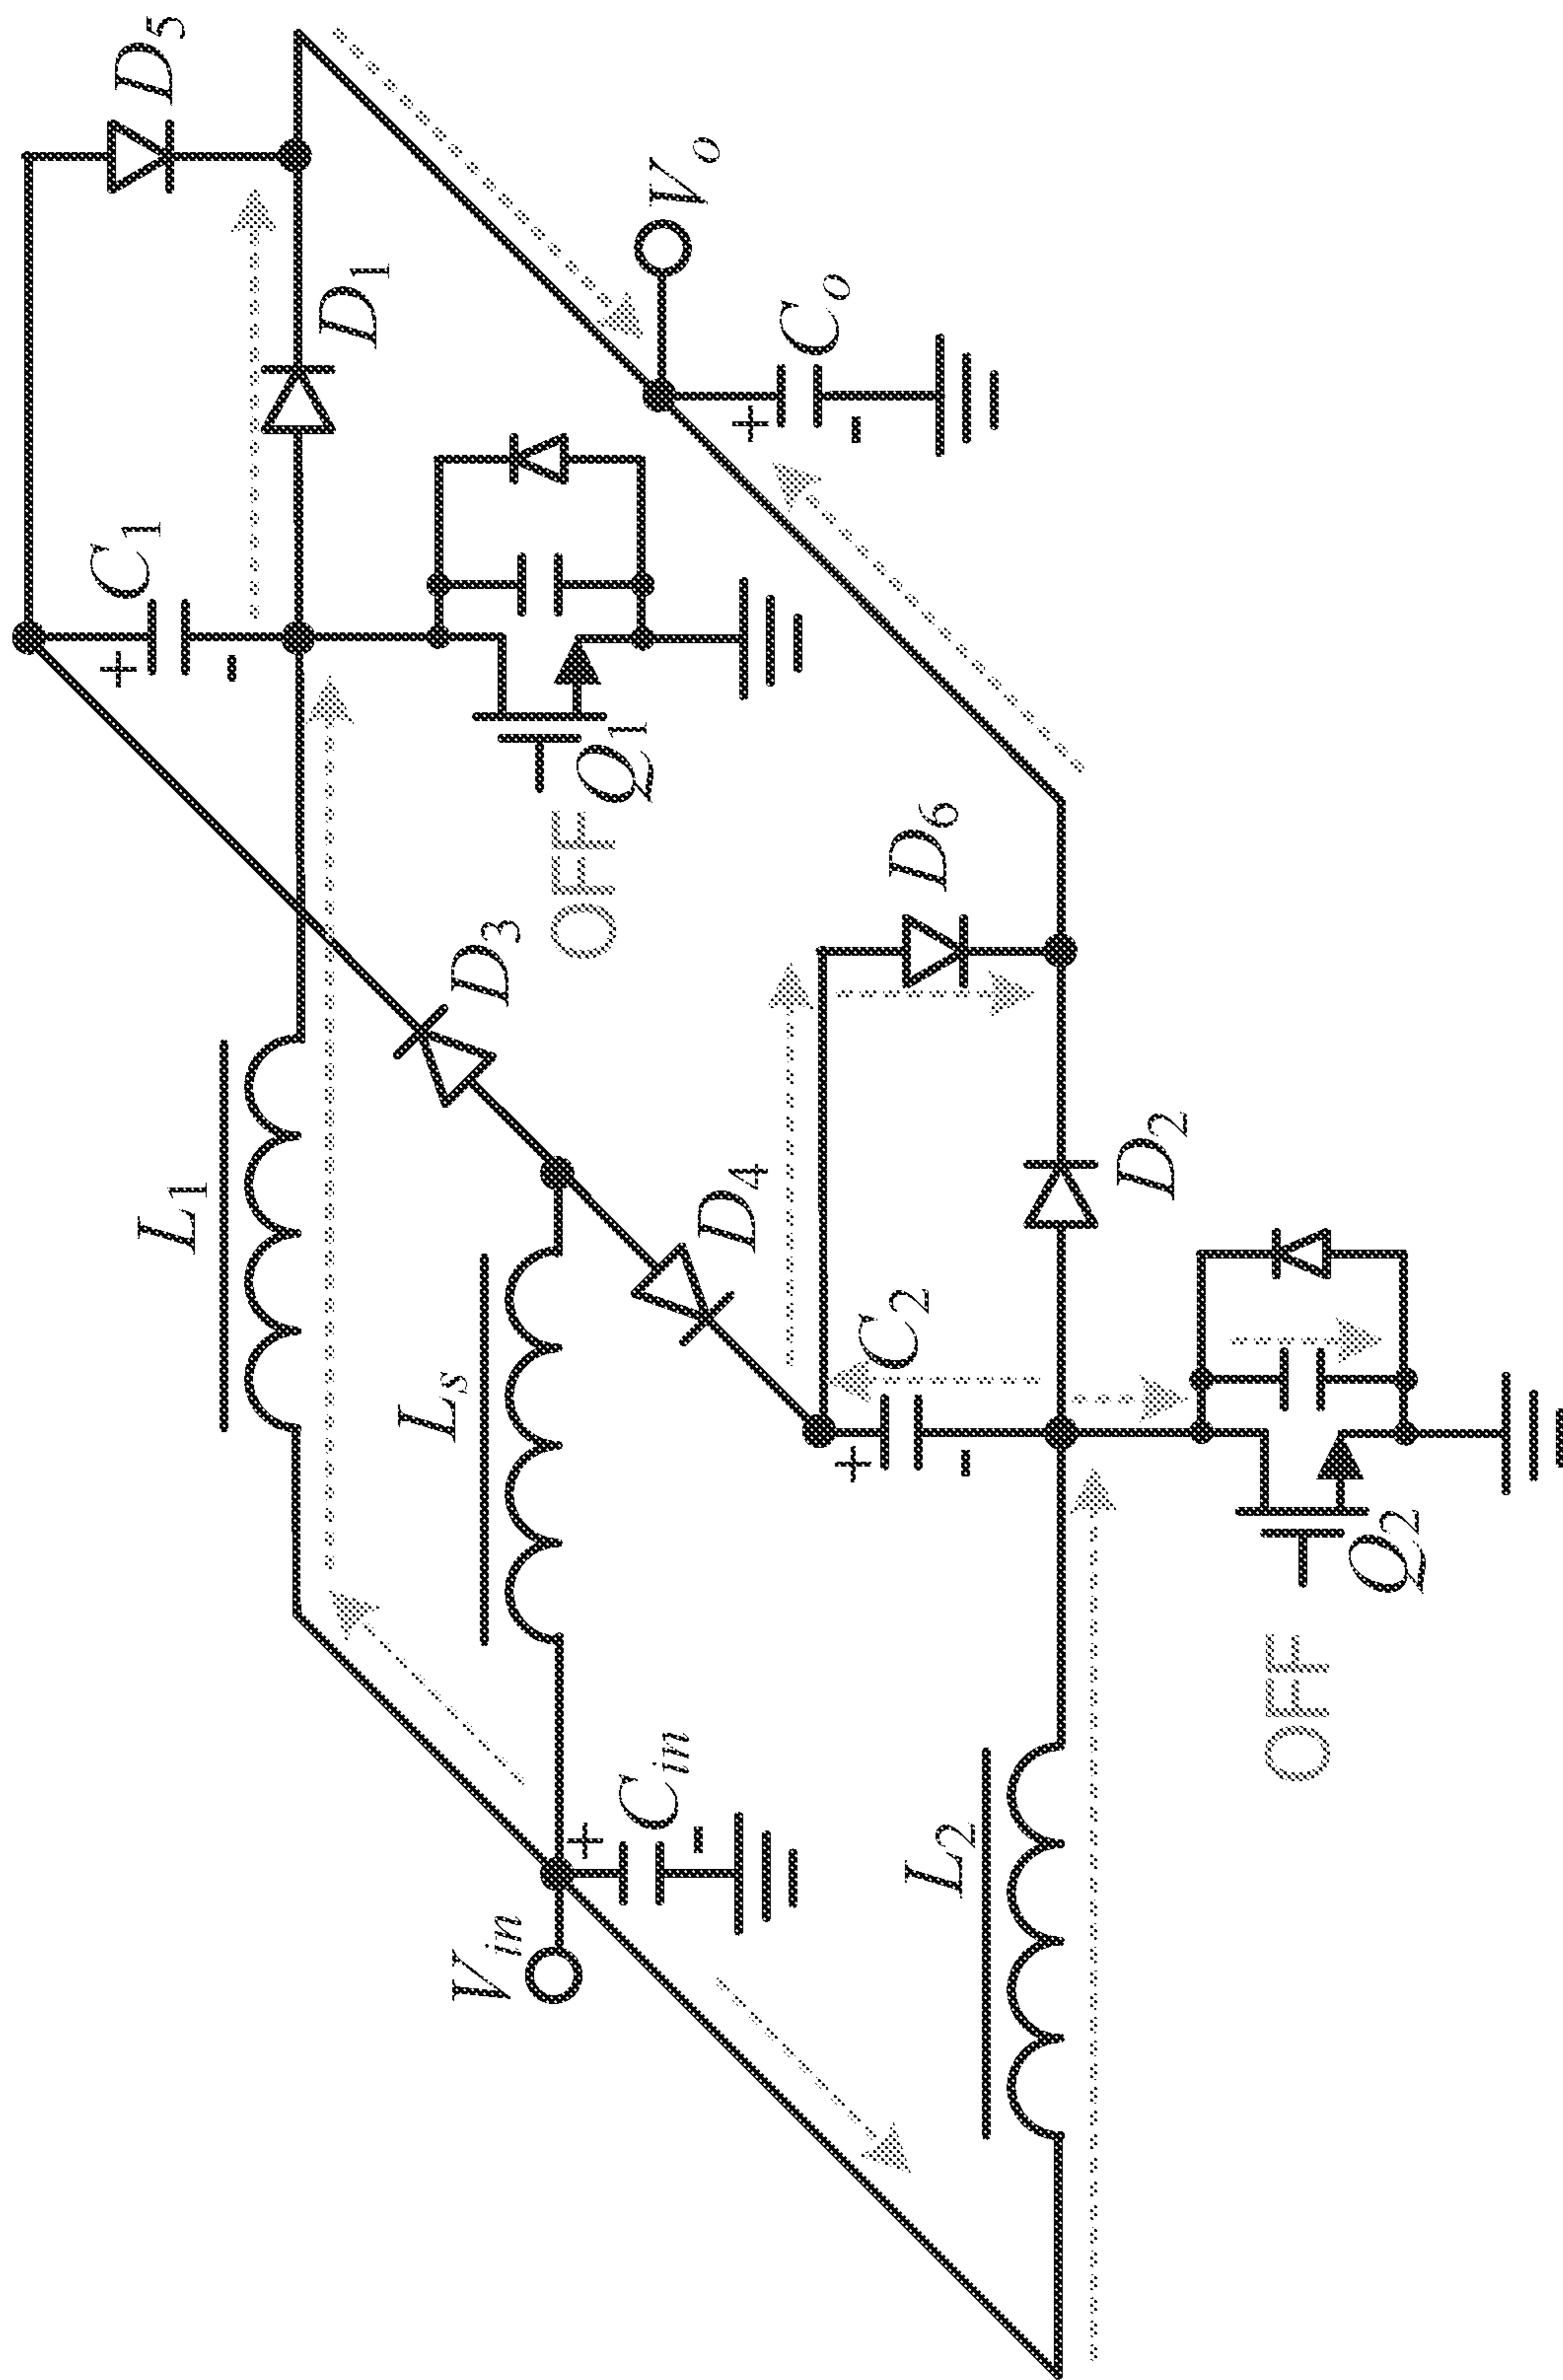 D5
C1
D1
L1
Vo
Co
Q1
OFF
D3
Ls
D4
D6
C2
D2
Vin
Cin
L2
Q2
OFF
+
-
+
-
+
-
+
-